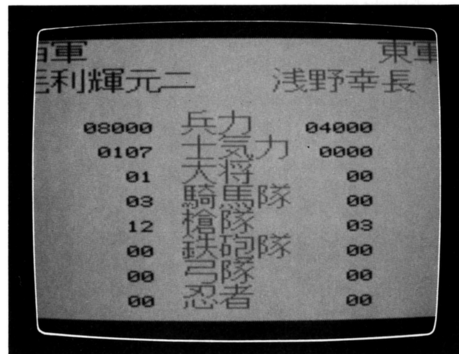 西軍 東軍
毛利輝元二 浅野幸長
08000 兵力 04000
0107 士気力 0000
01 大将 00
03 騎馬隊 00
12 槍隊 03
00 鉄砲隊 00
00 弓隊 00
00 忍者 00